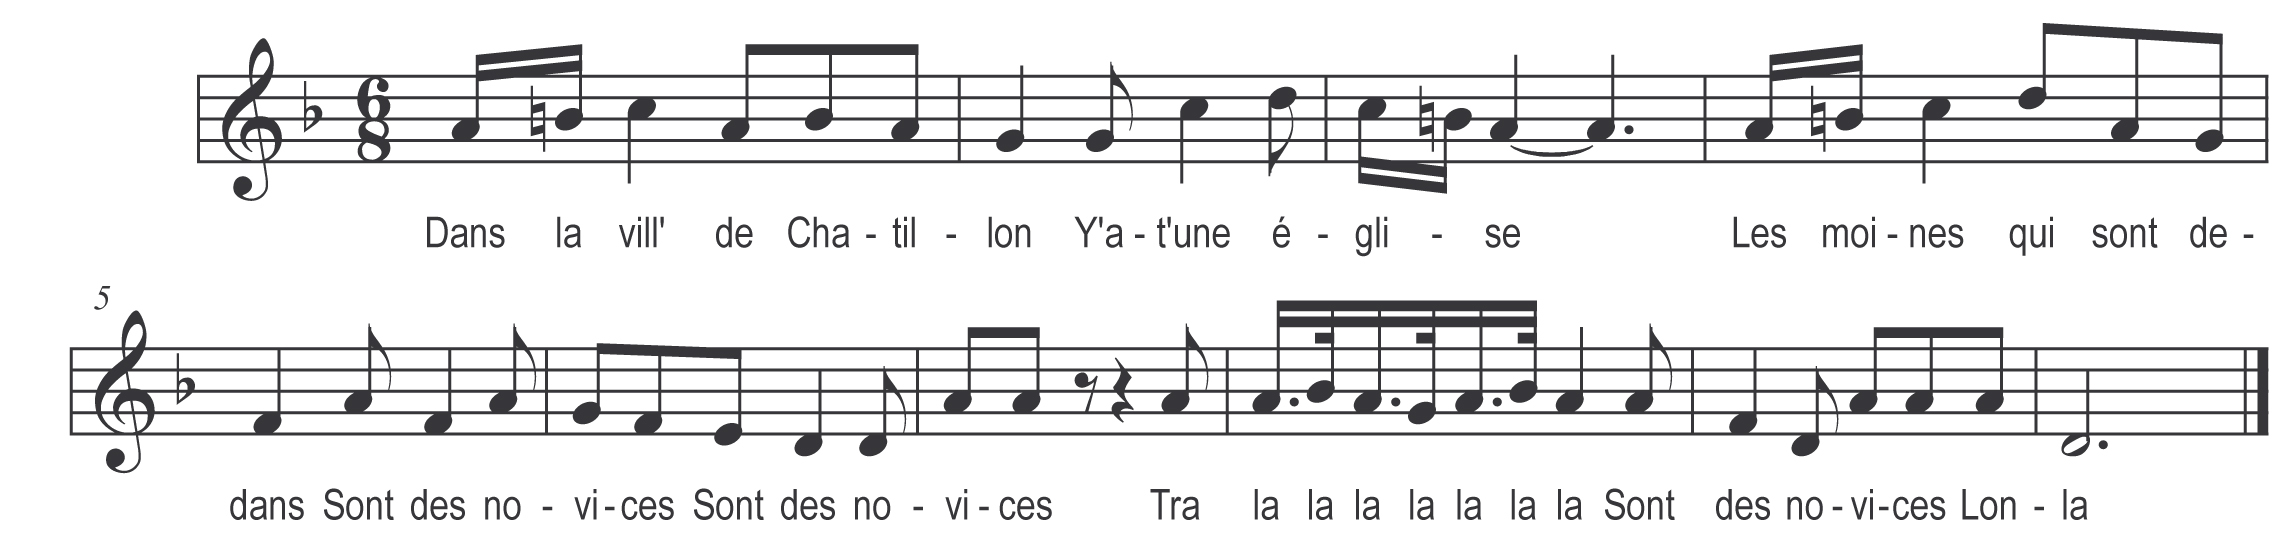 6
8
Dans la vill' de Cha - til - lon Y'a - t'une é - gli - se Les moi - nes qui sont de -
5
dans Sont des no - vi - ces Sont des no - vi - ces Tra la la la la la la la Sont des no - vi - ces Lon - la